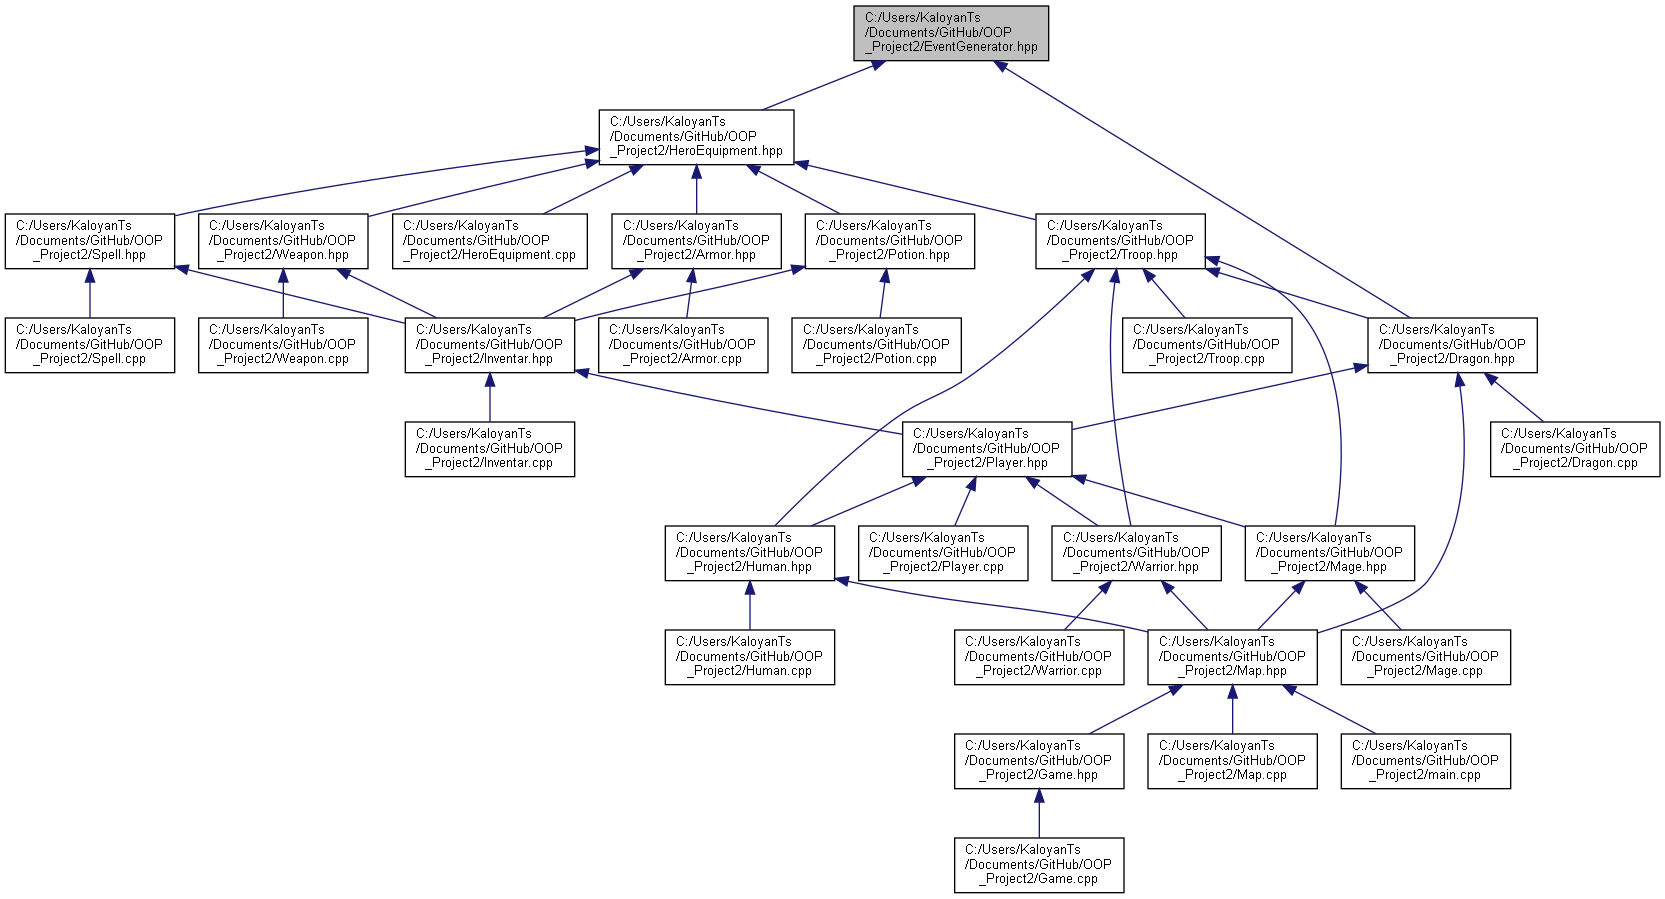 C:/Users/KaloyanTs
/Documents/GitHub/OOP
_Project2/EventGenerator.hpp
C:/Users/KaloyanTs
/Documents/GitHub/OOP
_Project2/HeroEquipment.hpp
C:/Users/KaloyanTs
/Documents/GitHub/OOP
_Project2/Spell.hpp
C:/Users/KaloyanTs
/Documents/GitHub/OOP
_Project2/Weapon.hpp
C:/Users/KaloyanTs
/Documents/GitHub/OOP
_Project2/HeroEquipment.cpp
C:/Users/KaloyanTs
/Documents/GitHub/OOP
_Project2/Armor.hpp
C:/Users/KaloyanTs
/Documents/GitHub/OOP
_Project2/Potion.hpp
C:/Users/KaloyanTs
/Documents/GitHub/OOP
_Project2/Troop.hpp
C:/Users/KaloyanTs
/Documents/GitHub/OOP
_Project2/Spell.cpp
C:/Users/KaloyanTs
/Documents/GitHub/OOP
_Project2/Weapon.cpp
C:/Users/KaloyanTs
/Documents/GitHub/OOP
_Project2/Inventar.hpp
C:/Users/KaloyanTs
/Documents/GitHub/OOP
_Project2/Armor.cpp
C:/Users/KaloyanTs
/Documents/GitHub/OOP
_Project2/Potion.cpp
C:/Users/KaloyanTs
/Documents/GitHub/OOP
_Project2/Troop.cpp
C:/Users/KaloyanTs
/Documents/GitHub/OOP
_Project2/Dragon.hpp
C:/Users/KaloyanTs
/Documents/GitHub/OOP
_Project2/Inventar.cpp
C:/Users/KaloyanTs
/Documents/GitHub/OOP
_Project2/Player.hpp
C:/Users/KaloyanTs
/Documents/GitHub/OOP
_Project2/Dragon.cpp
C:/Users/KaloyanTs
/Documents/GitHub/OOP
_Project2/Human.hpp
C:/Users/KaloyanTs
/Documents/GitHub/OOP
_Project2/Player.cpp
C:/Users/KaloyanTs
/Documents/GitHub/OOP
_Project2/Warrior.hpp
C:/Users/KaloyanTs
/Documents/GitHub/OOP
_Project2/Mage.hpp
C:/Users/KaloyanTs
/Documents/GitHub/OOP
_Project2/Human.cpp
C:/Users/KaloyanTs
/Documents/GitHub/OOP
_Project2/Warrior.cpp
C:/Users/KaloyanTs
/Documents/GitHub/OOP
_Project2/Map.hpp
C:/Users/KaloyanTs
/Documents/GitHub/OOP
_Project2/Mage.cpp
C:/Users/KaloyanTs
/Documents/GitHub/OOP
_Project2/Game.hpp
C:/Users/KaloyanTs
/Documents/GitHub/OOP
_Project2/Map.cpp
C:/Users/KaloyanTs
/Documents/GitHub/OOP
_Project2/main.cpp
C:/Users/KaloyanTs
/Documents/GitHub/OOP
_Project2/Game.cpp